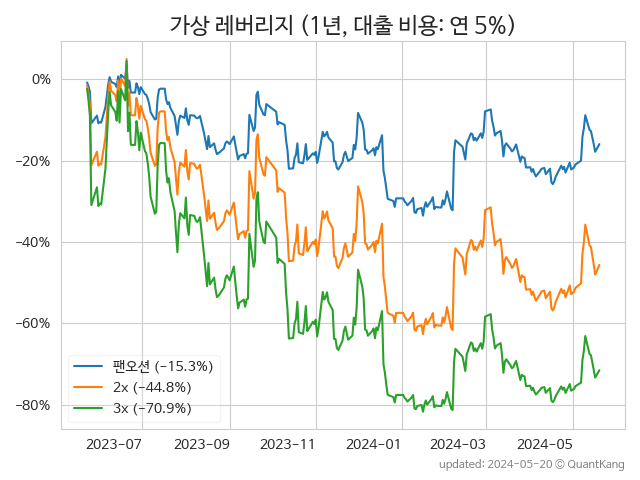 가상 레버리지 (1년, 대출 비용: 연 5%)
0%
−20%
−40%
−60%
−80%
팬오션 (−15.3%)
2x (−44.8%)
3x (−70.9%)
2023-07
2023-09
2023-11
2024-01
2024-03
2024-05
updated: 2024-05-20 © QuantKang